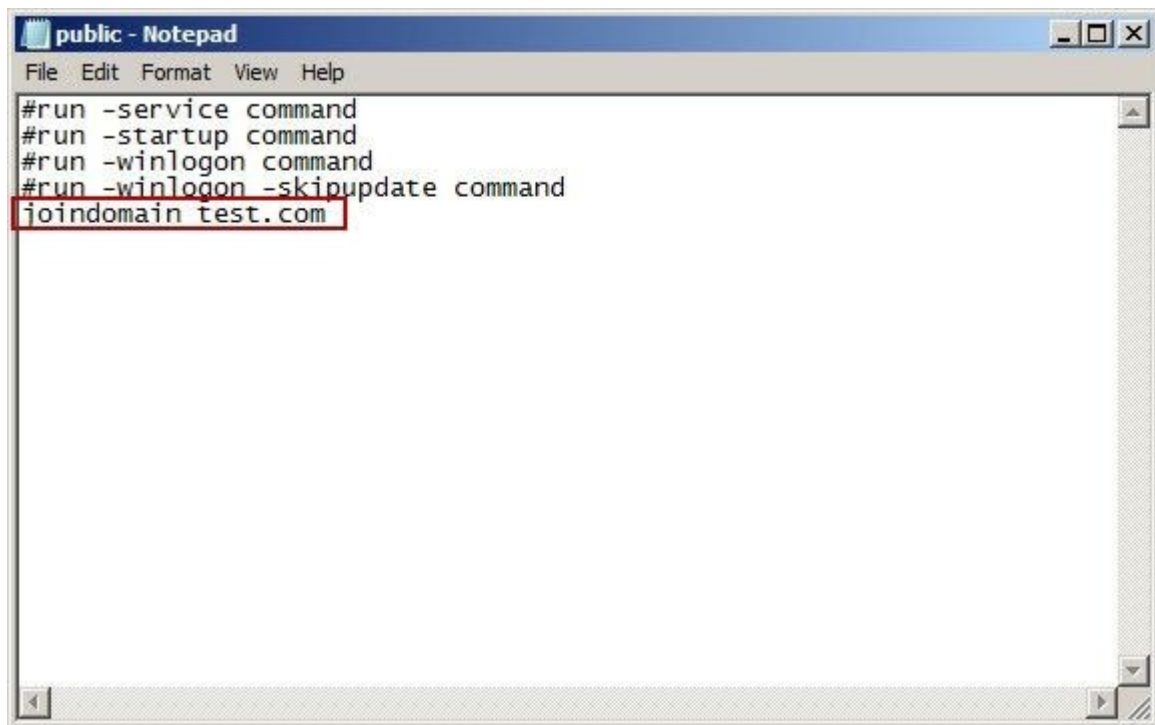 public - Notepad
File Edit Format View Help
#run -service command
#run -startup command
#run -winlogon command
#run -winlogon -skipupdate command
joindomain test.com